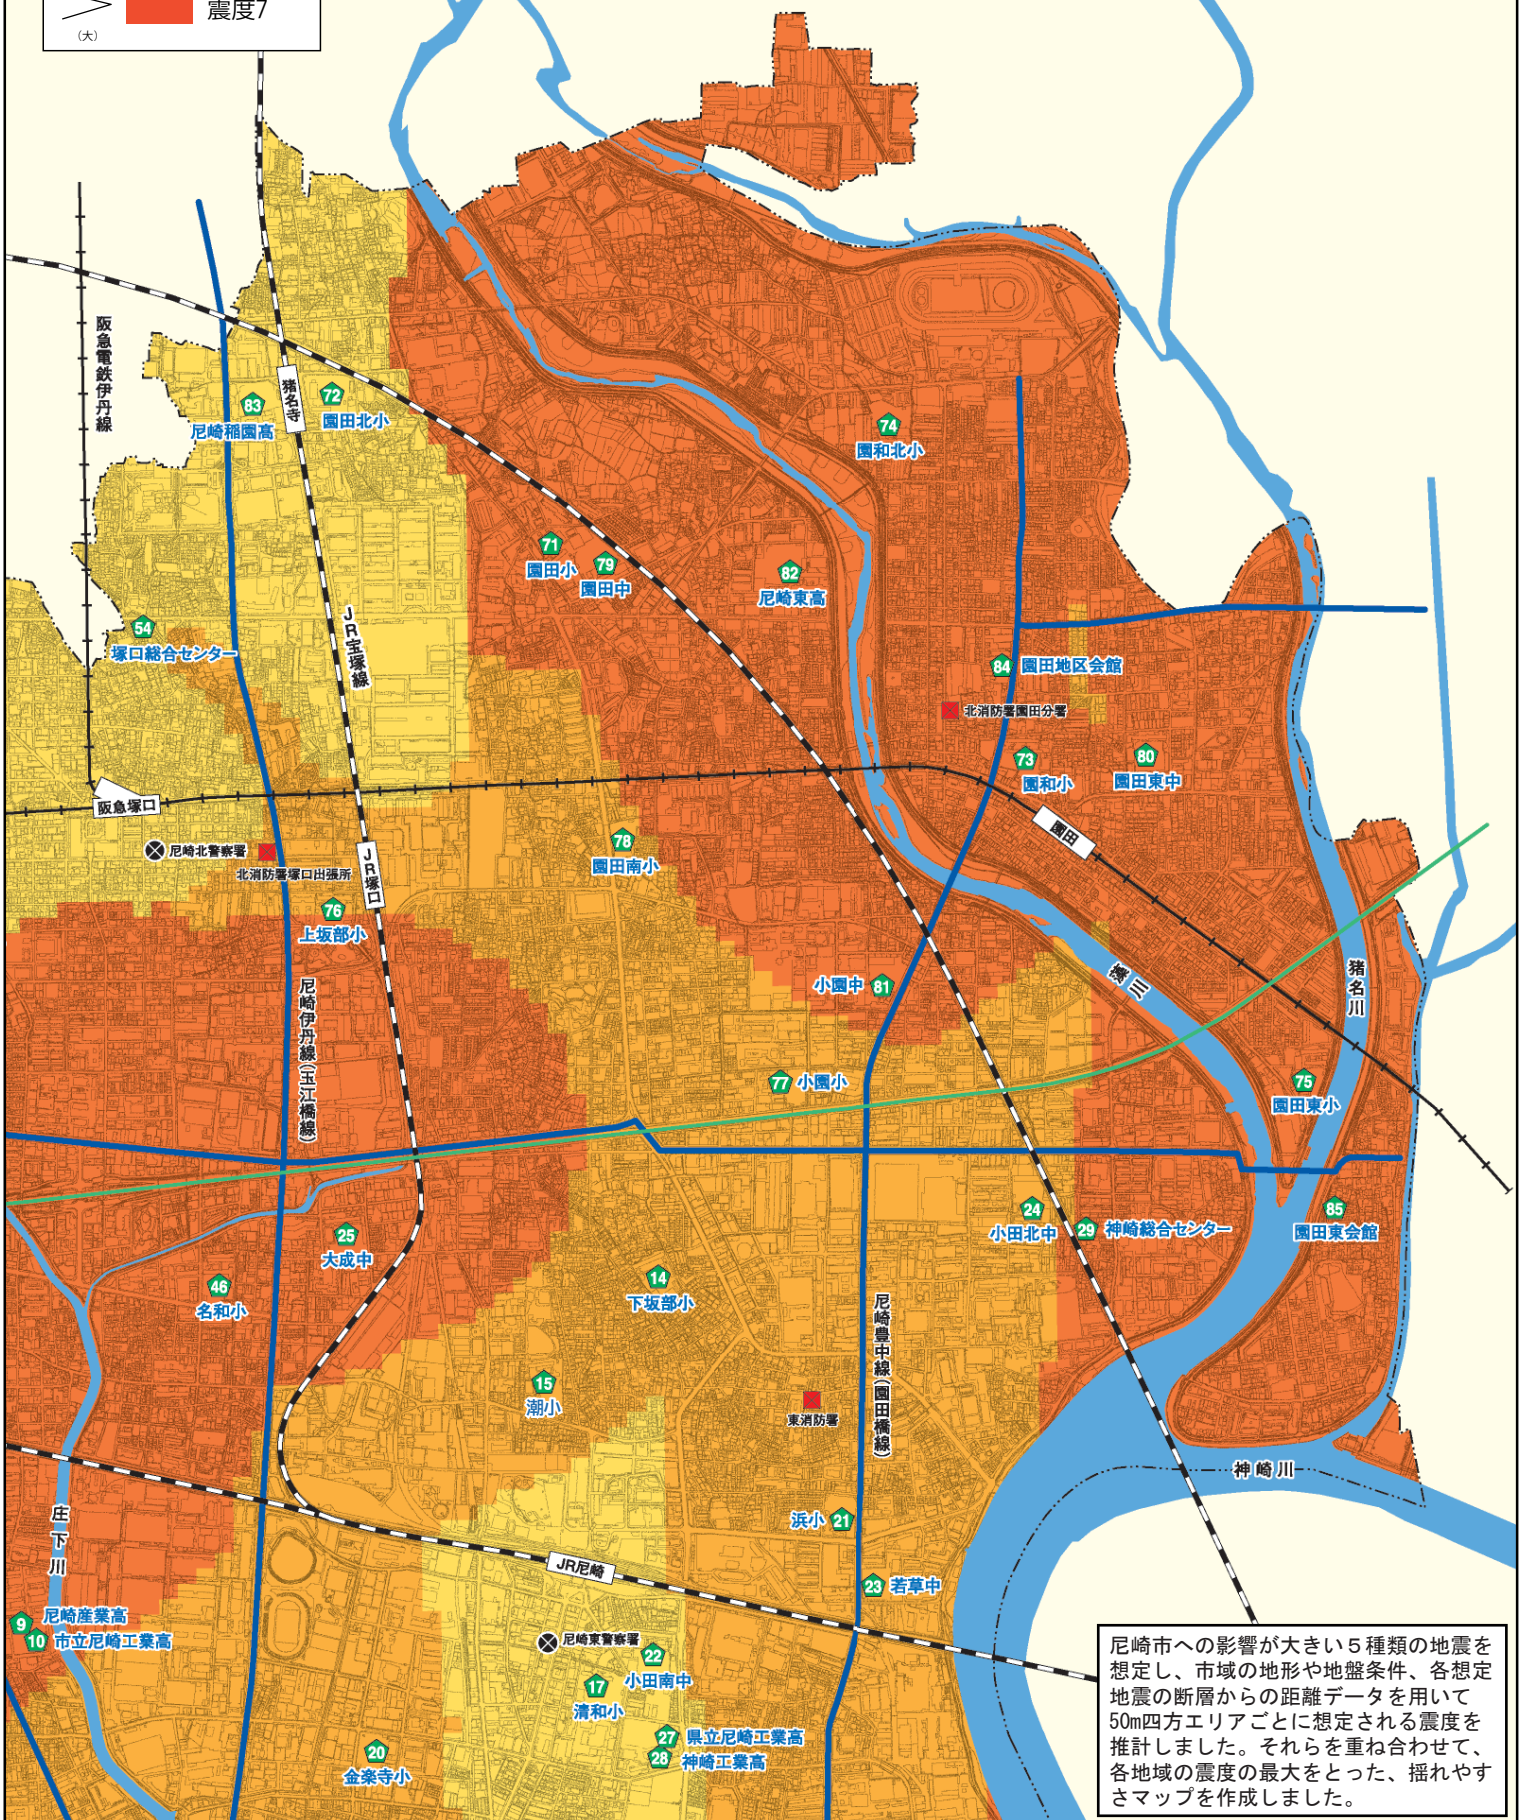 震度7
(大)
阪急電鉄伊丹線
猪名寺
83
尼崎稲園高
72
園田北小
74
園和北小
71
園田小
79
園田中
82
尼崎東高
54
塚口総合センター
JR宝塚線
84
園田地区会館
北消防署園田分署
73
園和小
80
園田東中
阪急塚口
尼崎北警察署
北消防署塚口出張所
JR塚口
78
園田南小
園田
76
上坂部小
尼崎伊丹線(玉江橋線)
小園中
81
藻川
猪名川
77
小園小
75
園田東小
24
小田北中
29
神崎総合センター
85
園田東会館
25
大成中
46
名和小
14
下坂部小
尼崎豊中線(園田橋線)
15
潮小
東消防署
神崎川
庄下川
浜小
21
JR尼崎
23
若草中
9
尼崎産業高
10
市立尼崎工業高
尼崎東警察署
22
小田南中
17
清和小
27
県立尼崎工業高
28
神崎工業高
20
金楽寺小
尼崎市への影響が大きい5種類の地震を
想定し、市域の地形や地盤条件、各想定
地震の断層からの距離データを用いて
50m四方エリアごとに想定される震度を
推計しました。それらを重ね合わせて、
各地域の震度の最大をとった、揺れやす
さマップを作成しました。